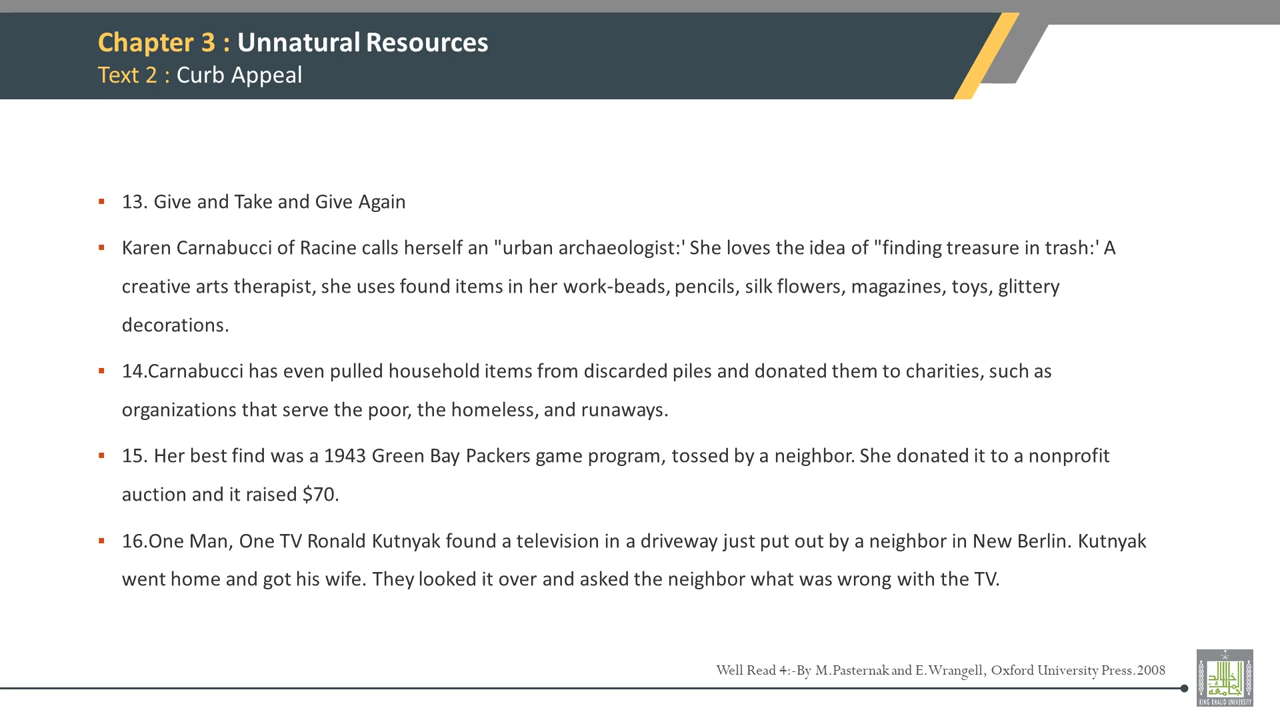 Chapter 3 : Unnatural Resources
Text 2 : Curb Appeal
▪ 13. Give and Take and Give Again
▪ Karen Carnabucci of Racine calls herself an "urban archaeologist:' She loves the idea of "finding treasure in trash:' A
creative arts therapist, she uses found items in her work-beads, pencils, silk flowers, magazines, toys, glittery
decorations.
▪ 14.Carnabucci has even pulled household items from discarded piles and donated them to charities, such as
organizations that serve the poor, the homeless, and runaways.
▪ 15. Her best find was a 1943 Green Bay Packers game program, tossed by a neighbor. She donated it to a nonprofit
auction and it raised $70.
▪ 16.One Man, One TV Ronald Kutnyak found a television in a driveway just put out by a neighbor in New Berlin. Kutnyak
went home and got his wife. They looked it over and asked the neighbor what was wrong with the TV.
Well Read 4:-By M.Pasternak and E.Wrangell, Oxford University Press.2008
KING KHALID UNIVERSITY